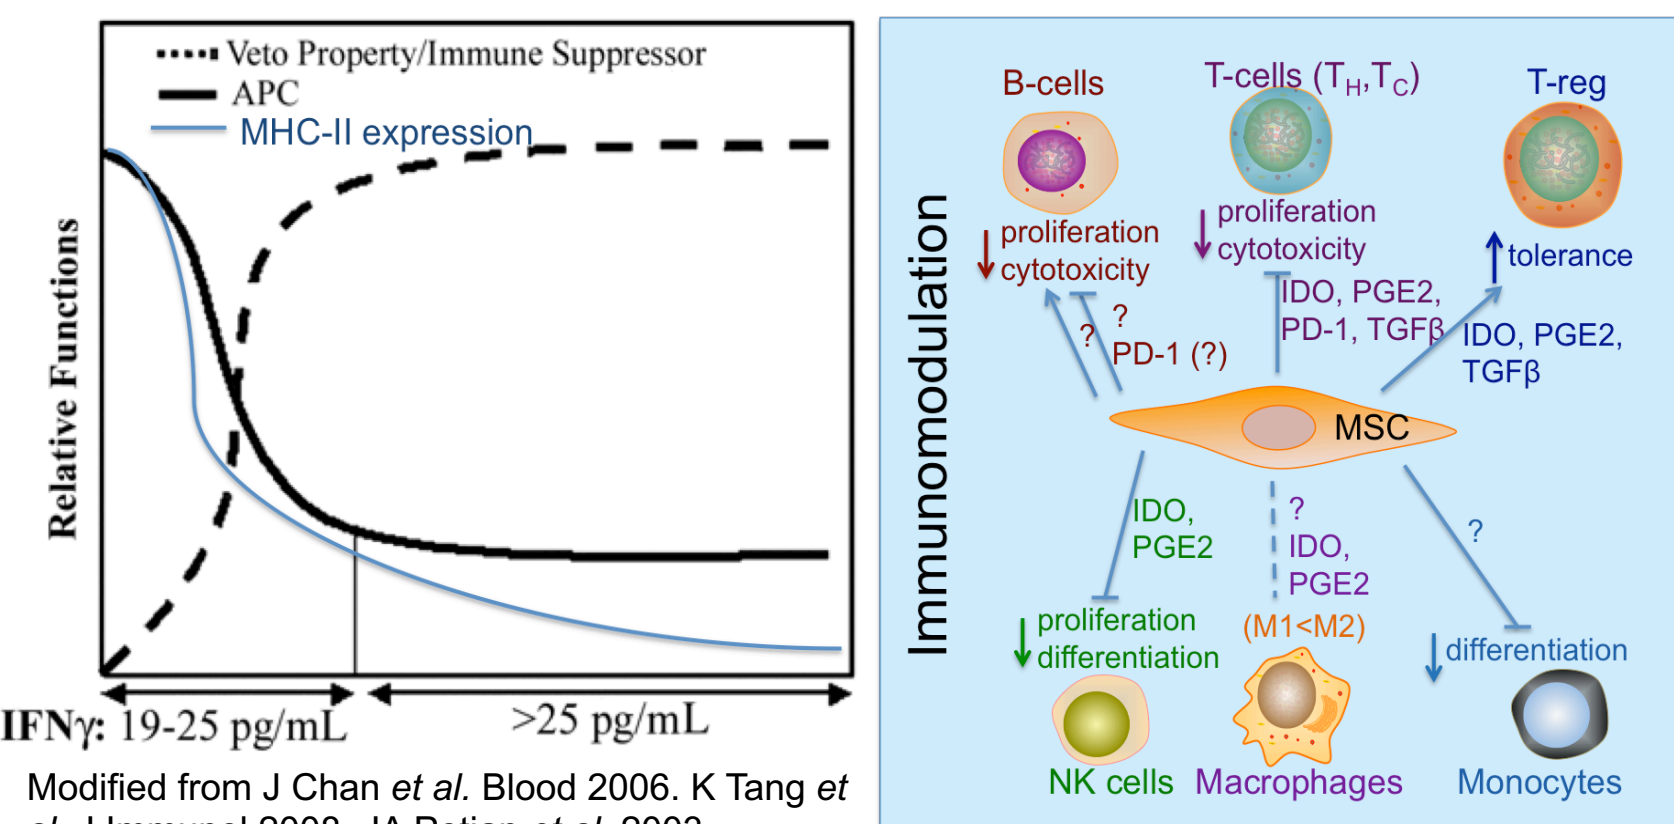 Veto Property/Immune Suppressor
APC
MHC-II expression
Relative Functions
IFNγ: 19-25 pg/mL
>25 pg/mL
Modified from J Chan et al. Blood 2006. K Tang et
Immunomodulation
B-cells
proliferation
cytotoxicity
?
?
PD-1 (?)
T-cells (TH,TC)
proliferation
cytotoxicity
IDO, PGE2,
PD-1, TGFβ
T-reg
tolerance
IDO, PGE2,
TGFβ
MSC
IDO,
PGE2
proliferation
differentiation
NK cells
?
IDO,
PGE2
(M1<M2)
Macrophages
?
differentiation
Monocytes